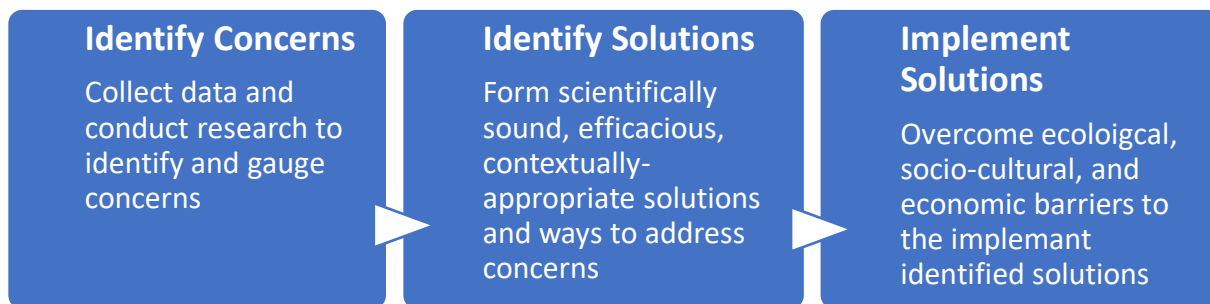 Identify Concerns
Collect data and
conduct research to
identify and gauge
concerns
Identify Solutions
Form scientifically
sound, efficacious,
contextually-
appropriate solutions
and ways to address
concerns
Implement
Solutions
Overcome ecoloigcal,
socio-cultural, and
economic barriers to
the implemant
identified solutions